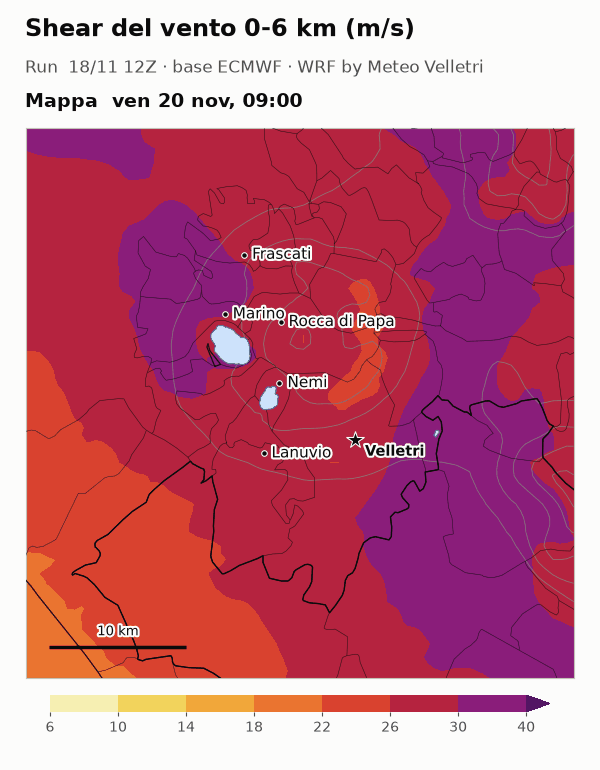 Shear del vento 0-6 km (m/s)
Run  18/11 12Z · base ECMWF · WRF by Meteo Velletri
Mappa  ven 20 nov, 09:00
Frascati
Marino
Rocca di Papa
Nemi
Velletri
Lanuvio
10 km
6 10 14 18 22 26 30 40